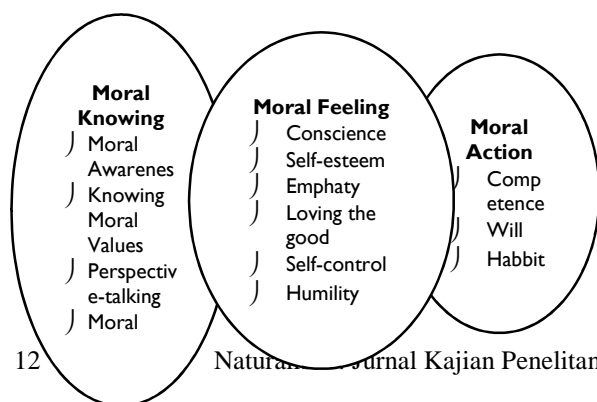 Moral
Knowing
Moral
Awarenes
Knowing
Moral
Values
Perspectiv
e-talking
Moral
Moral Feeling
Conscience
Self-esteem
Emphaty
Loving the
good
Self-control
Humility
Moral
Action
Comp
etence
Will
Habbit
12
Jurnal Kajian Penelitan